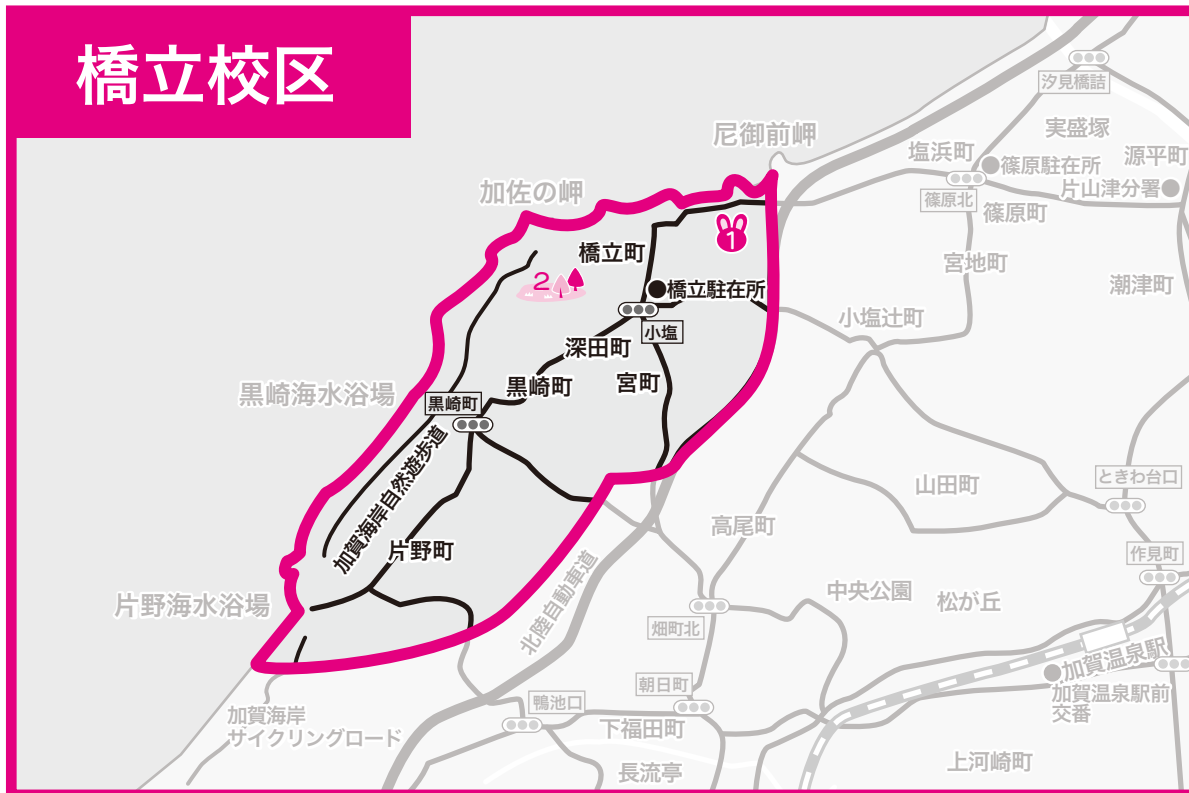 橋立校区
汐見橋詰
実盛塚
尼御前岬
塩浜町
篠原駐在所
源平町
片山津分署
篠原北
篠原町
加佐の岬
1
橋立町
宮地町
潮津町
2
橋立駐在所
小塩辻町
小塩
深田町
黒崎町
宮町
黒崎海水浴場
黒崎町
加賀海岸自然遊歩道
山田町
ときわ台口
高尾町
片野町
作見町
片野海水浴場
北陸自動車道
中央公園
松が丘
畑町北
加賀温泉駅
朝日町
加賀温泉駅前
交番
鴨池口
加賀海岸
サイクリングロード
下福田町
長流亭
上河崎町